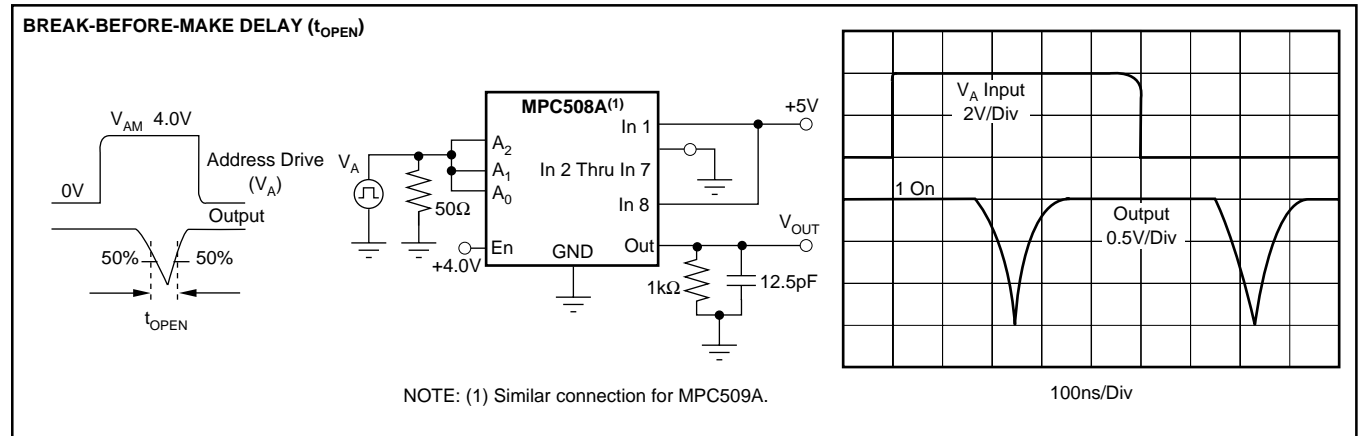 BREAK-BEFORE-MAKE DELAY (tOPEN)
VAM 4.0V
0V
Address Drive
(VA)
Output
50%
50%
tOPEN
VA
50Ω
+4.0V
MPC508A(1)
A2
A1
A0
En
GND
In 1
In 2 Thru In 7
In 8
Out
+5V
VOUT
1kΩ
12.5pF
NOTE: (1) Similar connection for MPC509A.
VA Input
2V/Div
1 On
Output
0.5V/Div
100ns/Div